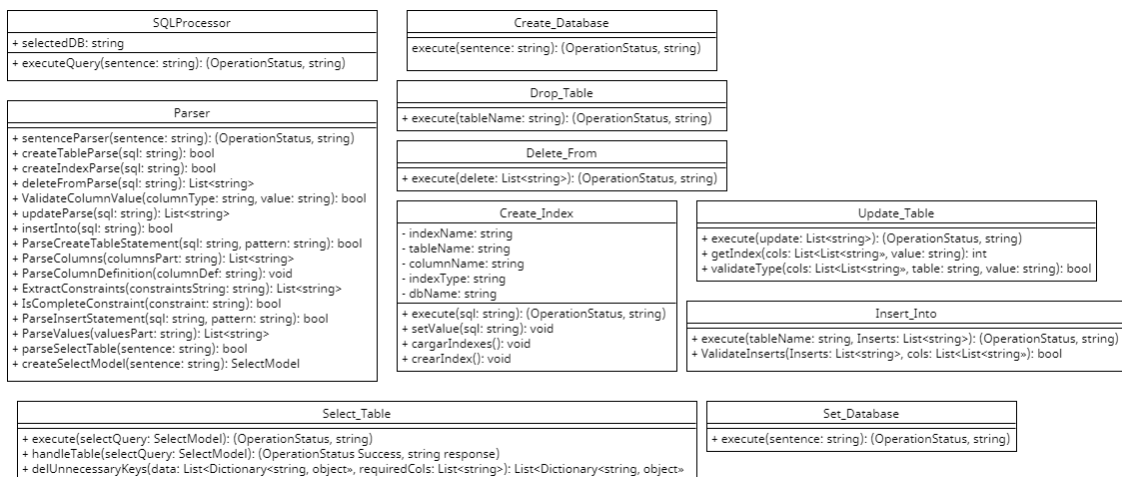 SQLProcessor
+ selectedDB: string
+ executeQuery(sentence: string): (OperationStatus, string)
Create_Database
execute(sentence: string): (OperationStatus, string)
Drop_Table
+ execute(tableName: string): (OperationStatus, string)
Parser
+ sentenceParser(sentence: string): (OperationStatus, string)
+ createTableParse(sql: string): bool
+ createIndexParse(sql: string): bool
+ deleteFromParse(sql: string): List<string>
+ ValidateColumnValue(columnType: string, value: string): bool
+ updateParse(sql: string): List<string>
+ insertInto(sql: string): bool
+ ParseCreateTableStatement(sql: string, pattern: string): bool
+ ParseColumns(columnsPart: string): List<string>
+ ParseColumnDefinition(columnDef: string): void
+ ExtractConstraints(constraintsString: string): List<string>
+ IsCompleteConstraint(constraint: string): bool
+ ParseInsertStatement(sql: string, pattern: string): bool
+ ParseValues(valuesPart: string): List<string>
+ parseSelectTable(sentence: string): bool
+ createSelectModel(sentence: string): SelectModel
Delete_From
+ execute(delete: List<string>): (OperationStatus, string)
Create_Index
- indexName: string
- tableName: string
- columnName: string
- indexType: string
- dbName: string
+ execute(sql: string): (OperationStatus, string)
+ setValue(sql: string): void
+ cargarIndexes(): void
+ crearIndex(): void
Update_Table
+ execute(update: List<string>): (OperationStatus, string)
+ getIndex(cols: List<List<string», value: string): int
+ validateType(cols: List<List<string», table: string, value: string): bool
Insert_Into
+ execute(tableName: string, Inserts: List<string>): (OperationStatus, string)
+ ValidateInserts(Inserts: List<string>, cols: List<List<string»): bool
Select_Table
+ execute(selectQuery: SelectModel): (OperationStatus, string)
+ handleTable(selectQuery: SelectModel): (OperationStatus Success, string response)
+ delUnnecessaryKeys(data: List<Dictionary<string, object», requiredCols: List<string>): List<Dictionary<string, object»
Set_Database
+ execute(sentence: string): (OperationStatus, string)